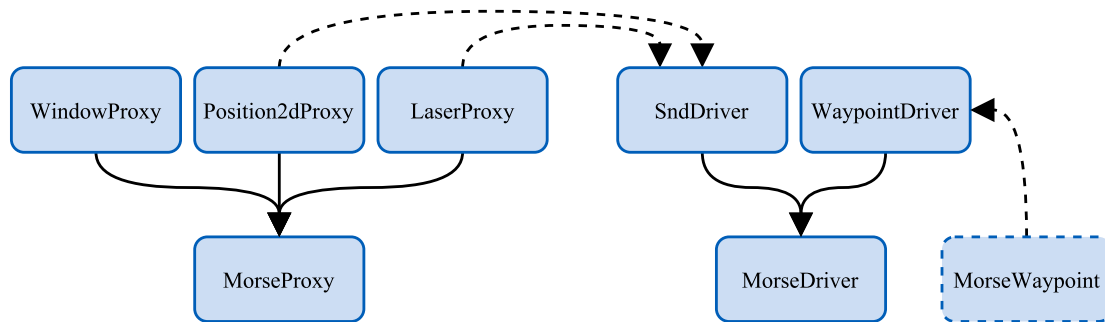 WindowProxy
Position2dProxy
LaserProxy
SndDriver
WaypointDriver
MorseProxy
MorseDriver
MorseWaypoint